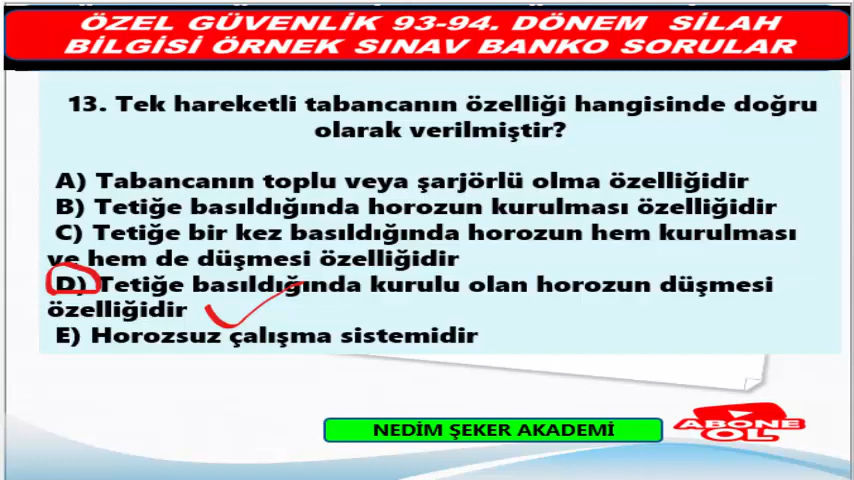 ÖZEL GÜVENLİK 93-94. DÖNEM SİLAH
BİLGİSİ ÖRNEK SINAV BANKO SORULAR
13. Tek hareketli tabancanın özelliği hangisinde doğru
olarak verilmiştir?
A) Tabancanın toplu veya şarjörlü olma özelliğidir
B) Tetiğe basıldığında horozun kurulması özelliğidir
C) Tetiğe bir kez basıldığında horozun hem kurulması
ve hem de düşmesi özelliğidir
D) Tetiğe basıldığında kurulu olan horozun düşmesi
özelliğidir
E) Horozsuz çalışma sistemidir
NEDİM ŞEKER AKADEMİ
ABONE
OL